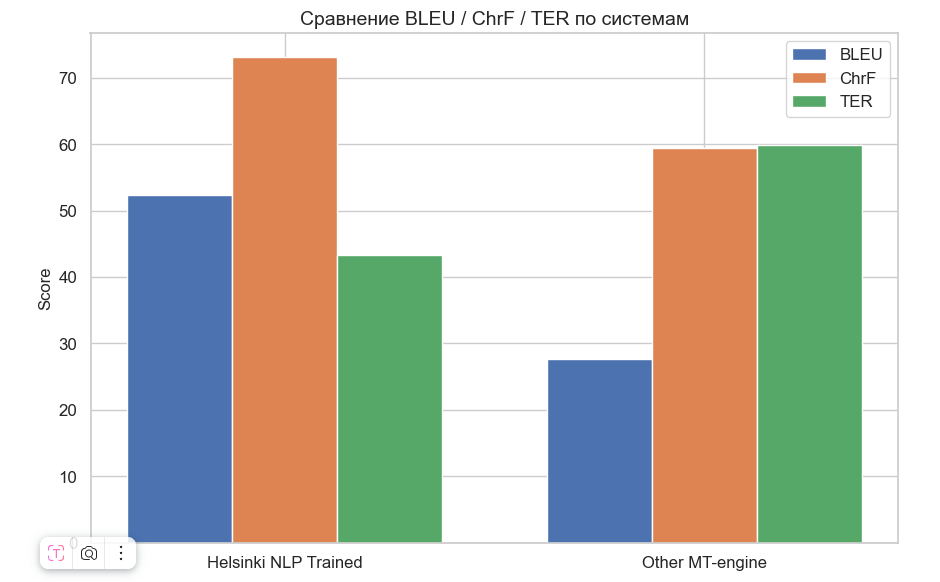 Сравнение BLEU / ChrF / TER по системам
BLEU
ChrF
TER
Score
70
60
50
40
30
20
10
0
T
Helsinki NLP Trained
Other MT-engine